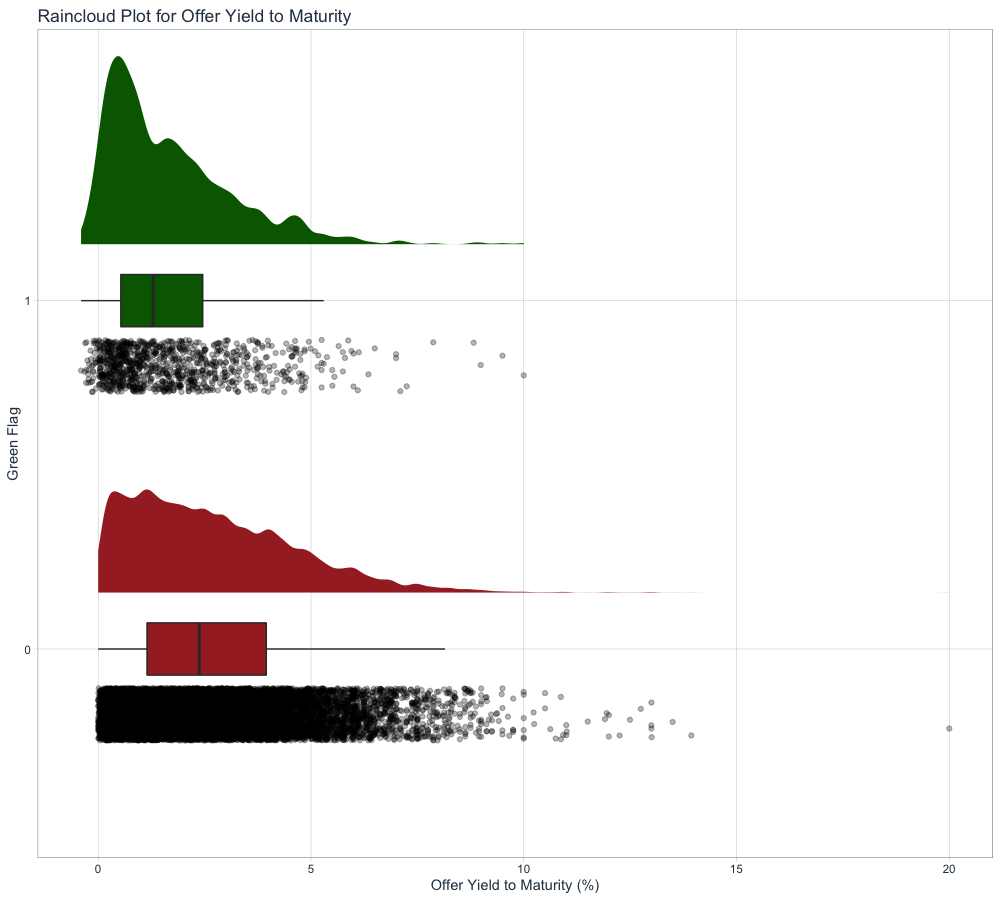 Raincloud Plot for Offer Yield to Maturity
1
Green Flag
0
0 5 10 15 20
Offer Yield to Maturity (%)